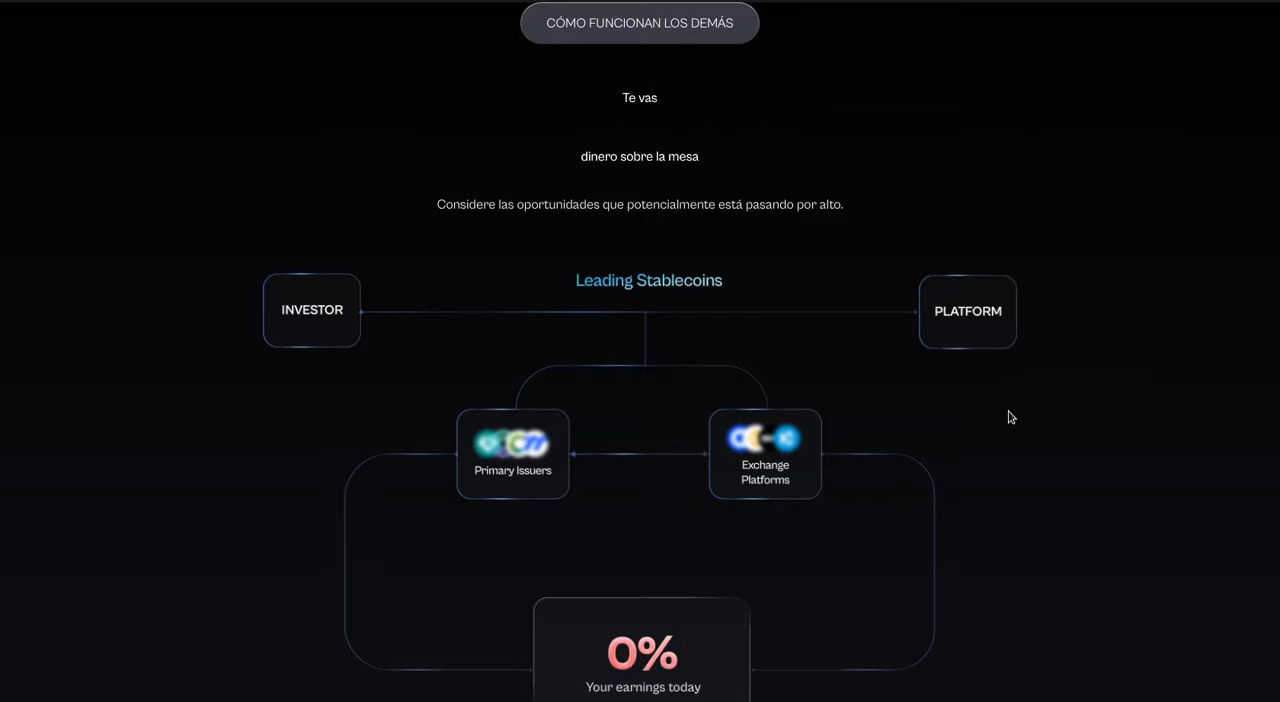 CÓMO FUNCIONAN LOS DEMÁS
Te vas
dinero sobre la mesa
Considere las oportunidades que potencialmente está pasando por alto.
Leading Stablecoins
INVESTOR
PLATFORM
Primary Issuers
Exchange
Platforms
0%
Your earnings today